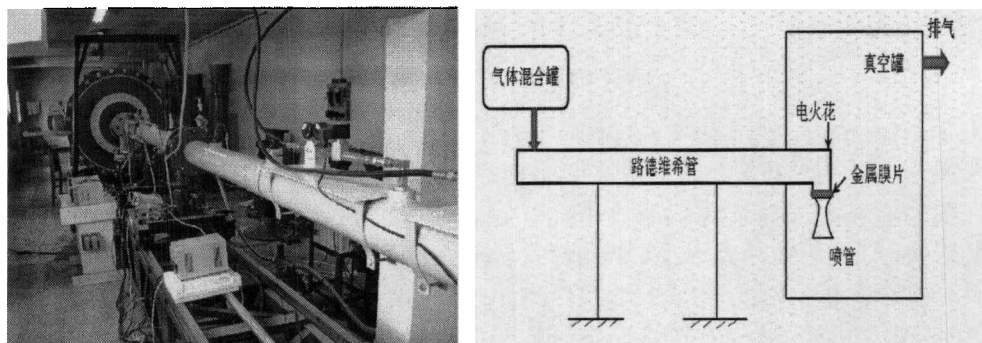 排气
真空罐
气体混合罐
电火花
路德维希管
金属膜片
喷管